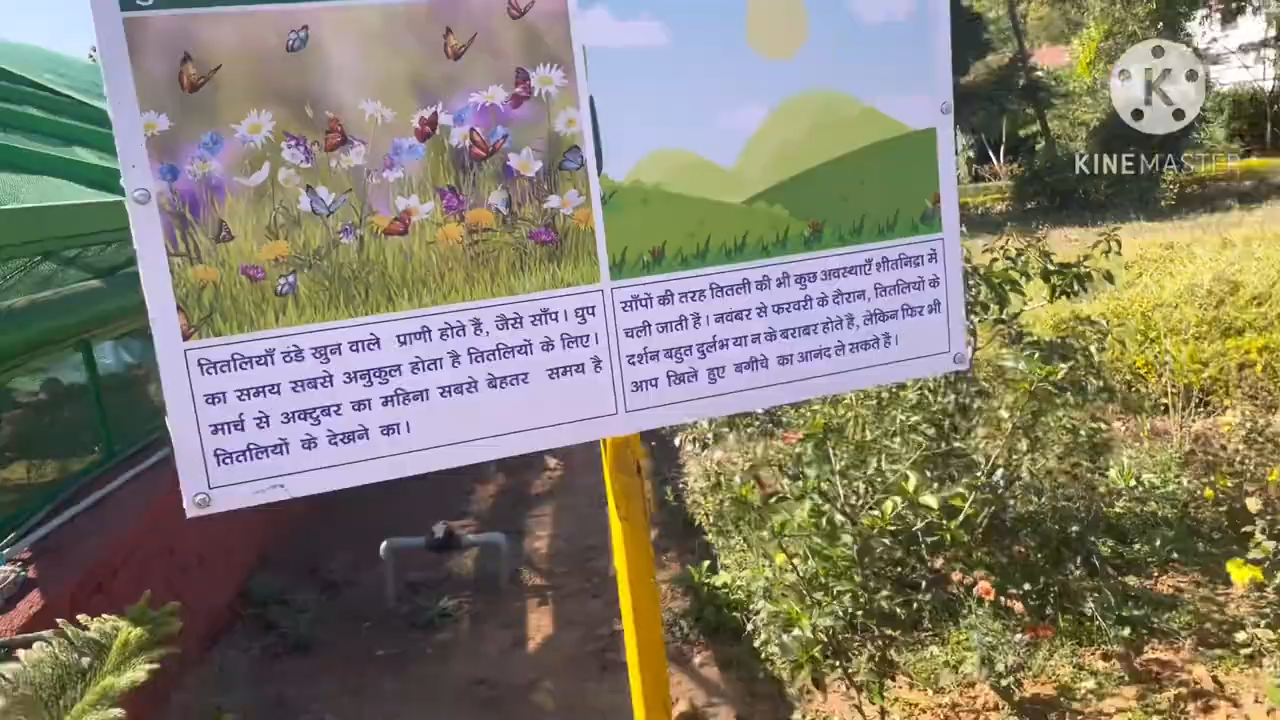 तितलियाँ ठंडे खुन वाले प्राणी होते हैं, जैसे साँप। धुप
का समय सबसे अनुकुल होता है तितलियों के लिए।
मार्च से अक्टुबर का महिना सबसे बेहतर समय है
तितलियों के देखने का।
साँपों की तरह तितली की भी कुछ अवस्थाएँ शीतनिद्रा में
चली जाती हैं। नवंबर से फरवरी के दौरान, तितलियों के
दर्शन बहुत दुर्लभ या न के बराबर होते हैं, लेकिन फिर भी
आप खिले हुए बगीचे का आनंद ले सकते हैं।
K
KINEMASTER